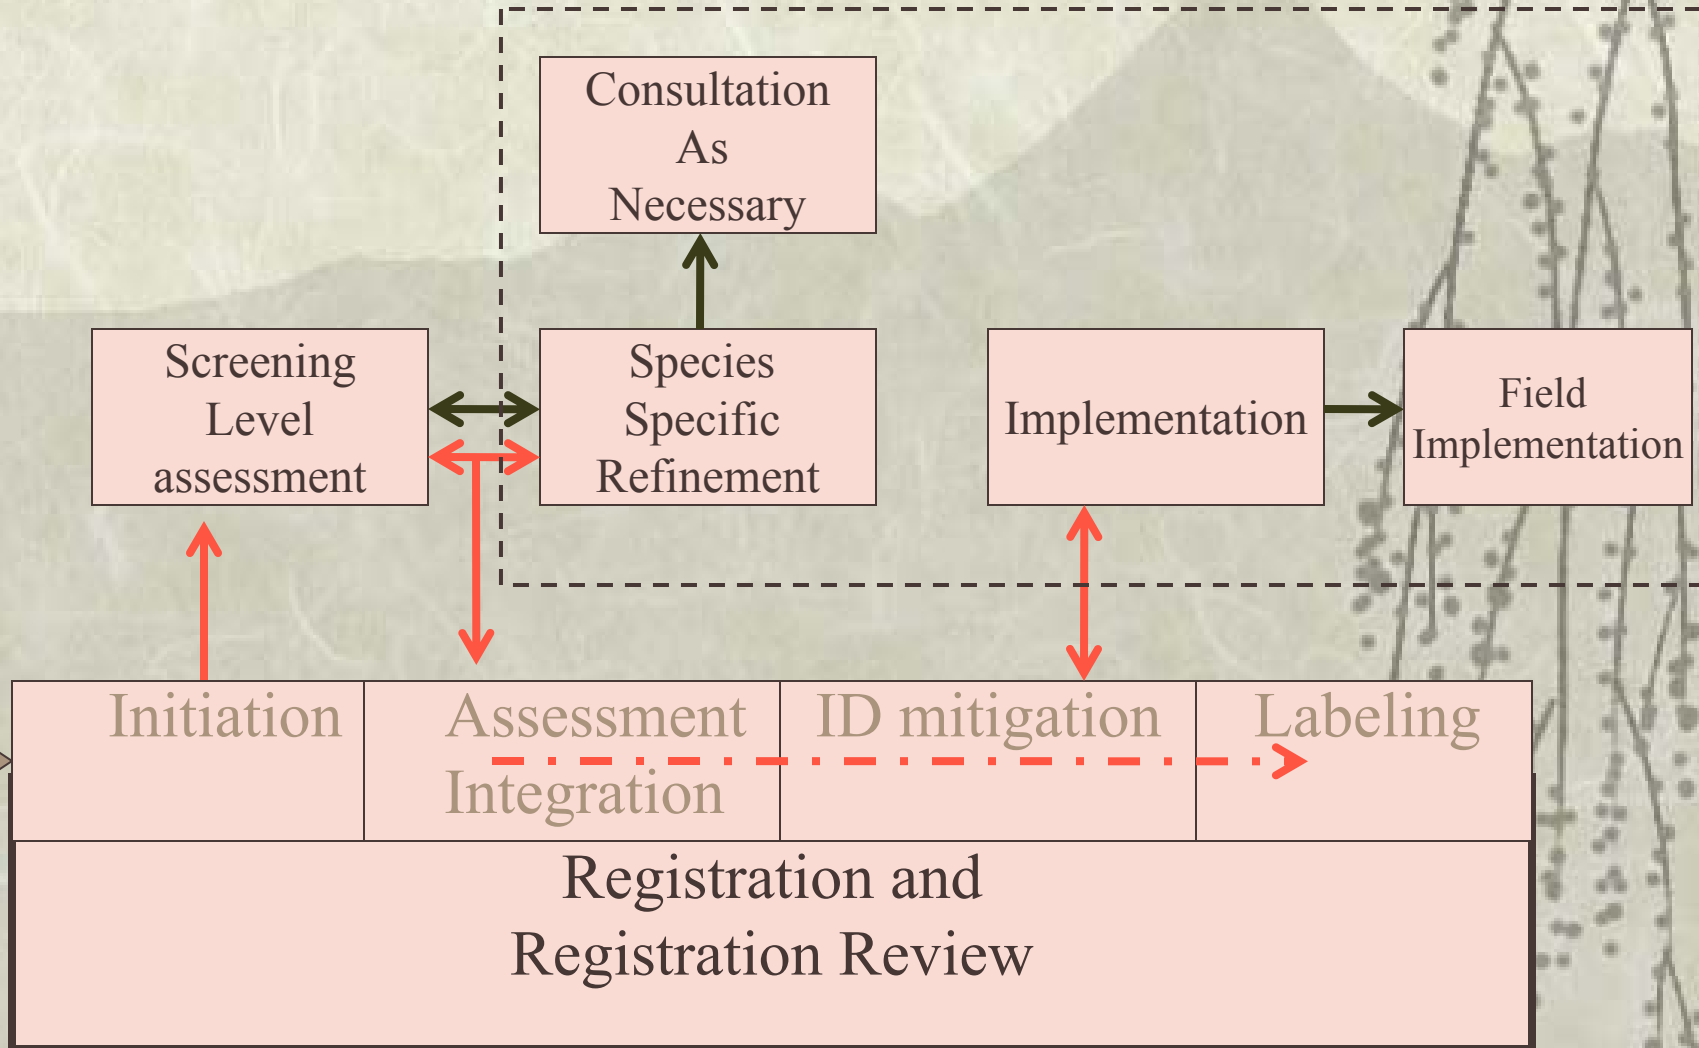 Consultation
As
Necessary
Screening
Level
assessment
Species
Specific
Refinement
Implementation
Field
Implementation
Initiation
Assessment
Integration
ID mitigation
Labeling
Registration and
Registration Review